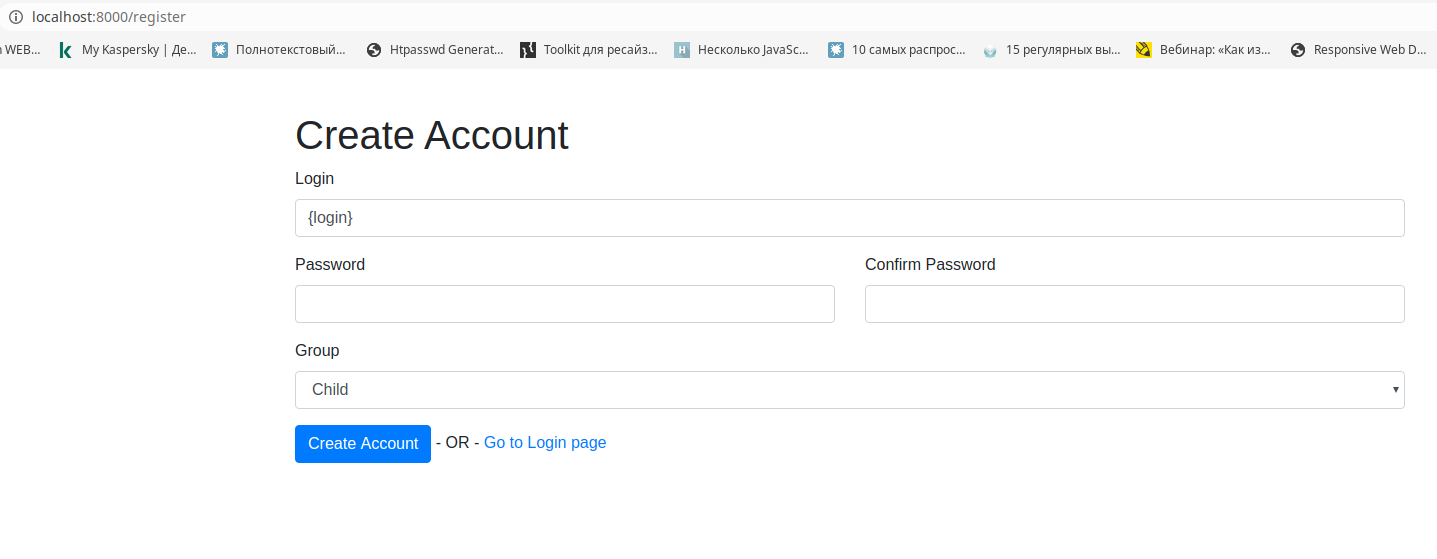 localhost:8000/register
n WEB... My Kaspersky | Де... Полнотекстовый... Htpasswd Generat... Toolkit для ресайз... Несколько JavaSc... 10 самых распрос... 15 регулярных вы... Вебинар: «Как из... Responsive Web D...
Create Account
Login
{login}
Password Confirm Password
Group
Child
Create Account - OR - Go to Login page